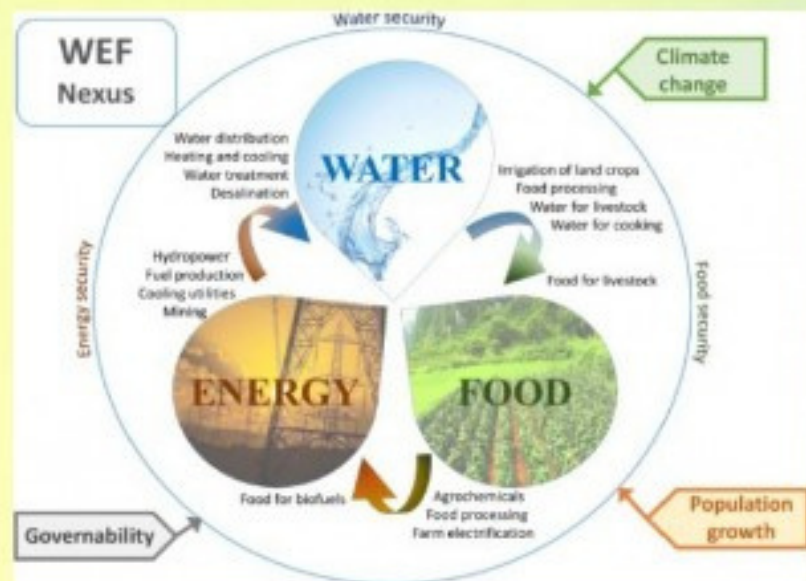 Water security
WEF
Nexus
Climate
change
Water distribution
Heating and cooling
Water treatment
Desalination
WATER
Irrigation of land crops
Food processing
Water for livestock
Water for cooking
Hydropower
Fuel production
Cooling utilities
Mining
Food for livestock
Energy security
Food security
ENERGY
FOOD
Food for biofuels
Agrochemicals
Food processing
Farm electrification
Governability
Population
growth